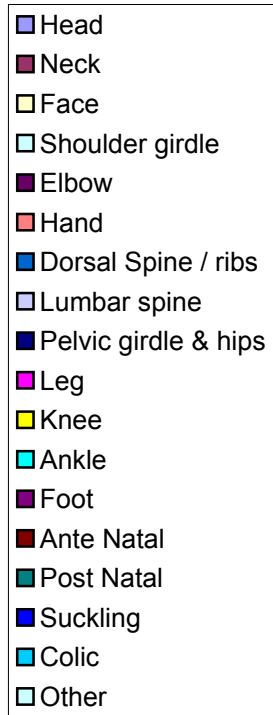 Head
Neck
Face
Shoulder girdle
Elbow
Hand
Dorsal Spine / ribs
Lumbar spine
Pelvic girdle & hips
Leg
Knee
Ankle
Foot
Ante Natal
Post Natal
Suckling
Colic
Other